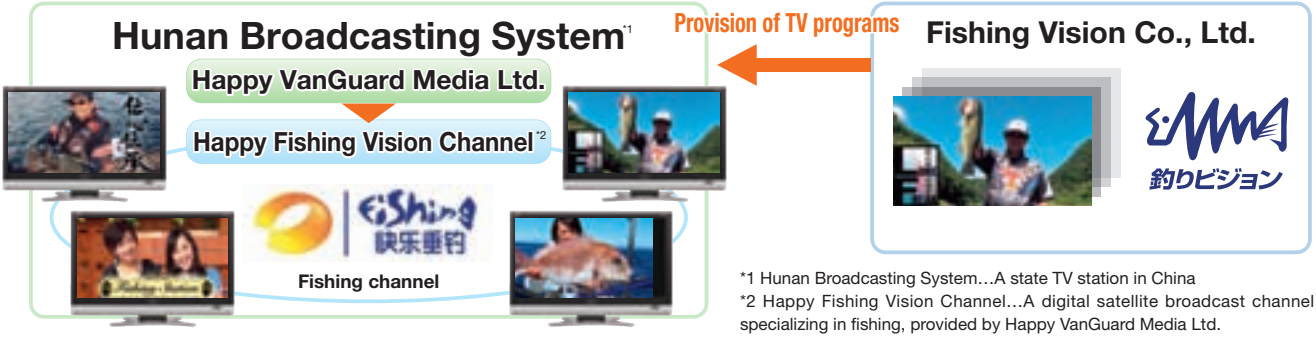 Hunan Broadcasting System*1
Provision of TV programs
Fishing Vision Co., Ltd.
Happy VanGuard Media Ltd.
Happy Fishing Vision Channel*2
釣りビジョン
Fishing
快乐垂钓
Fishing Station
Fishing channel
*1 Hunan Broadcasting System…A state TV station in China
*2 Happy Fishing Vision Channel…A digital satellite broadcast channel
specializing in fishing, provided by Happy VanGuard Media Ltd.